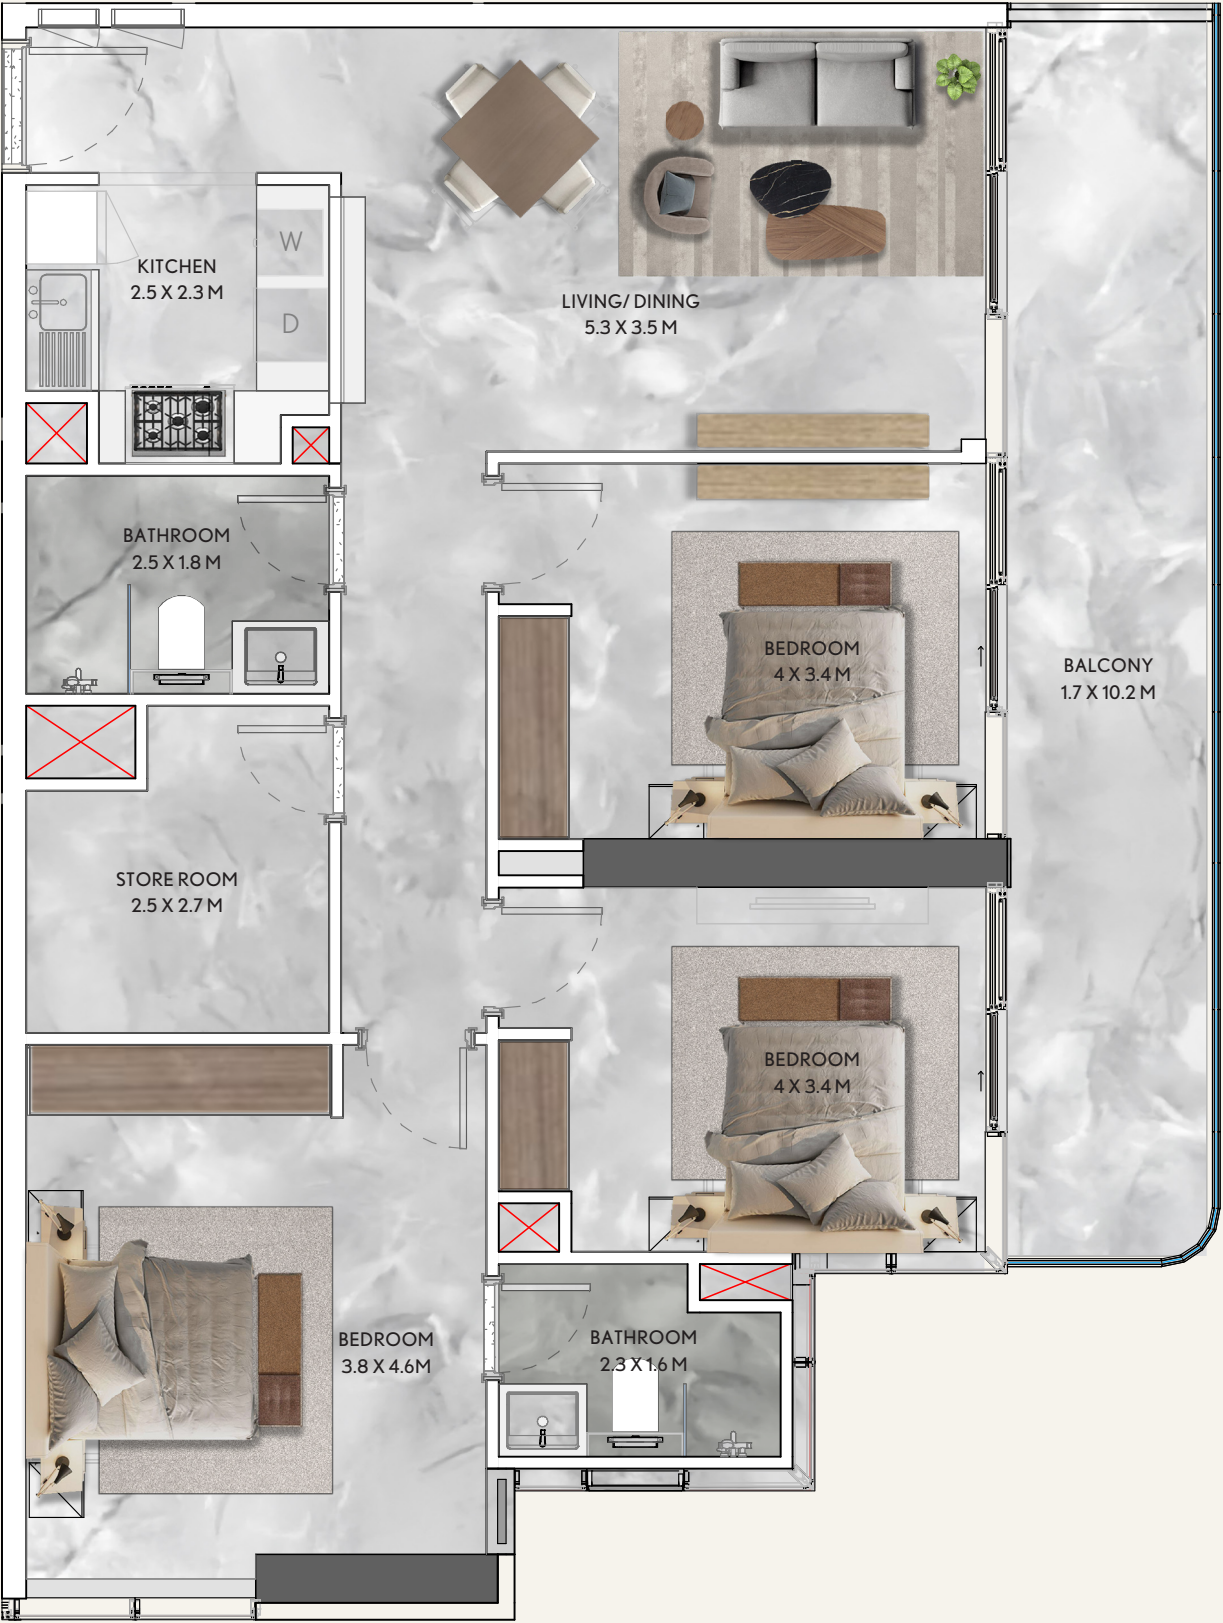 W
KITCHEN
2.5 X 2.3 M
D
LIVING/ DINING
5.3 X 3.5 M
BATHROOM
2.5 X 1.8 M
BEDROOM
4 X 3.4 M
BALCONY
1.7 X 10.2 M
STORE ROOM
2.5 X 2.7 M
BEDROOM
4 X 3.4 M
BEDROOM
3.8 X 4.6M
BATHROOM
2.3 X 1.6 M